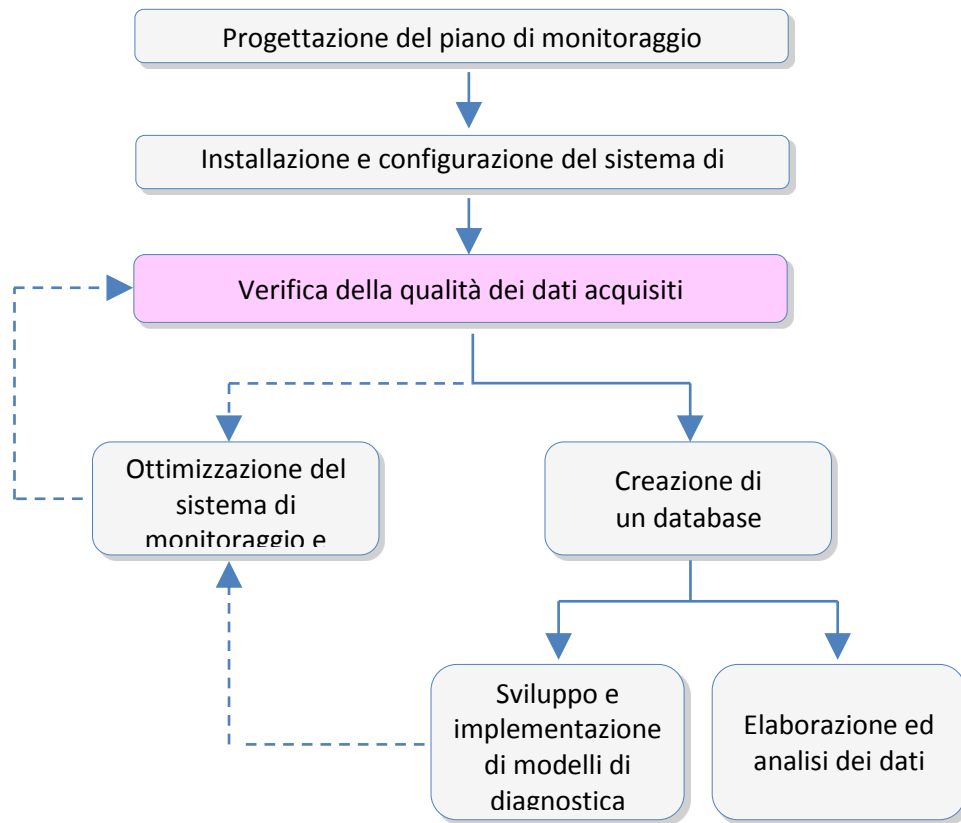 Progettazione del piano di monitoraggio
Installazione e configurazione del sistema di
Verifica della qualità dei dati acquisiti
Ottimizzazione del
sistema di
monitoraggio e
Creazione di
un database
Sviluppo e
implementazione
di modelli di
diagnostica
Elaborazione ed
analisi dei dati